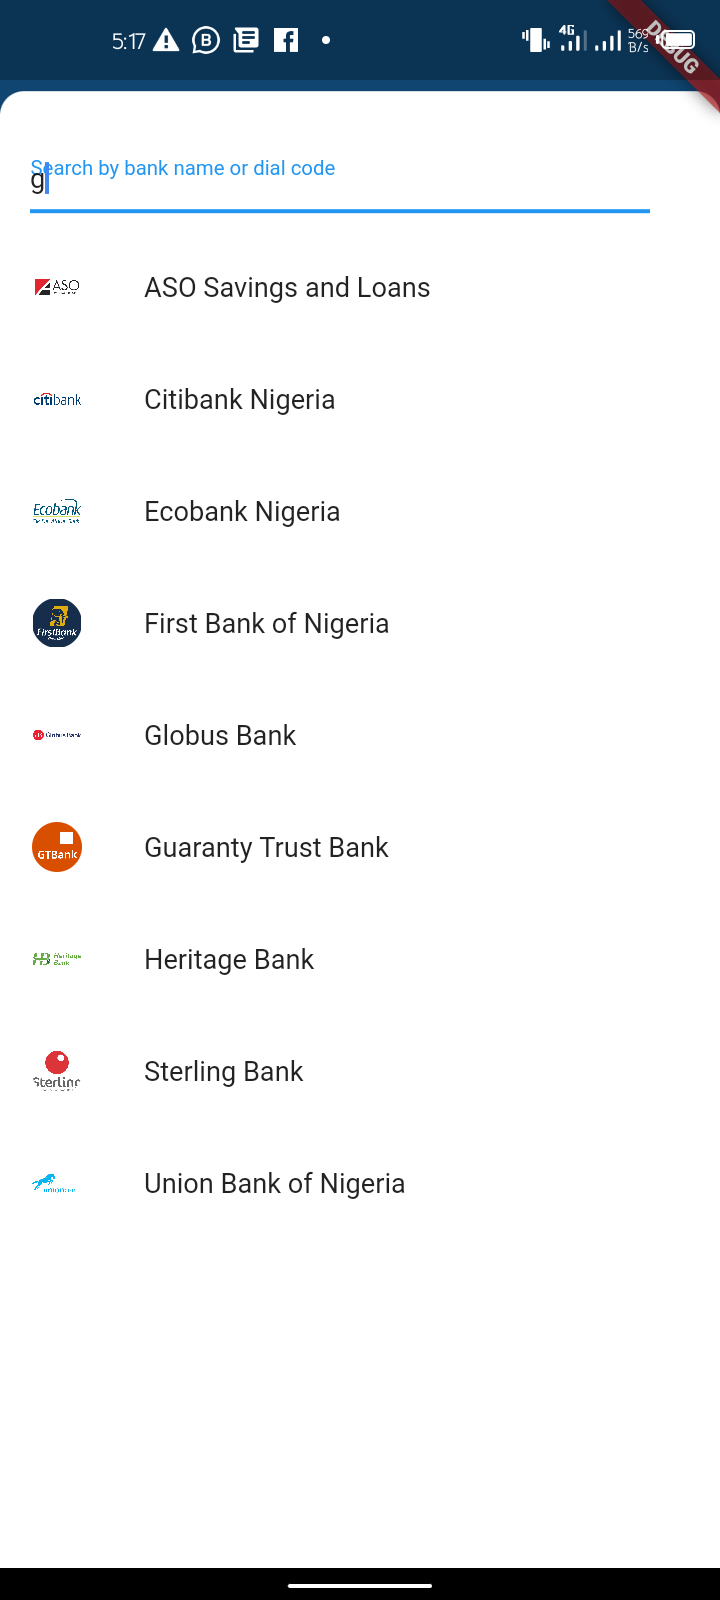 5:17
4G
569
B/s
DEBUG
Search by bank name or dial code
g
ASO
ASO Savings and Loans
citibank
Citibank Nigeria
Ecobank
Ecobank Nigeria
FirstBank
First Bank of Nigeria
Globus Bank
Globus Bank
GTBank
Guaranty Trust Bank
Heritage
Bank
Heritage Bank
Sterling
Sterling Bank
Union Bank of Nigeria